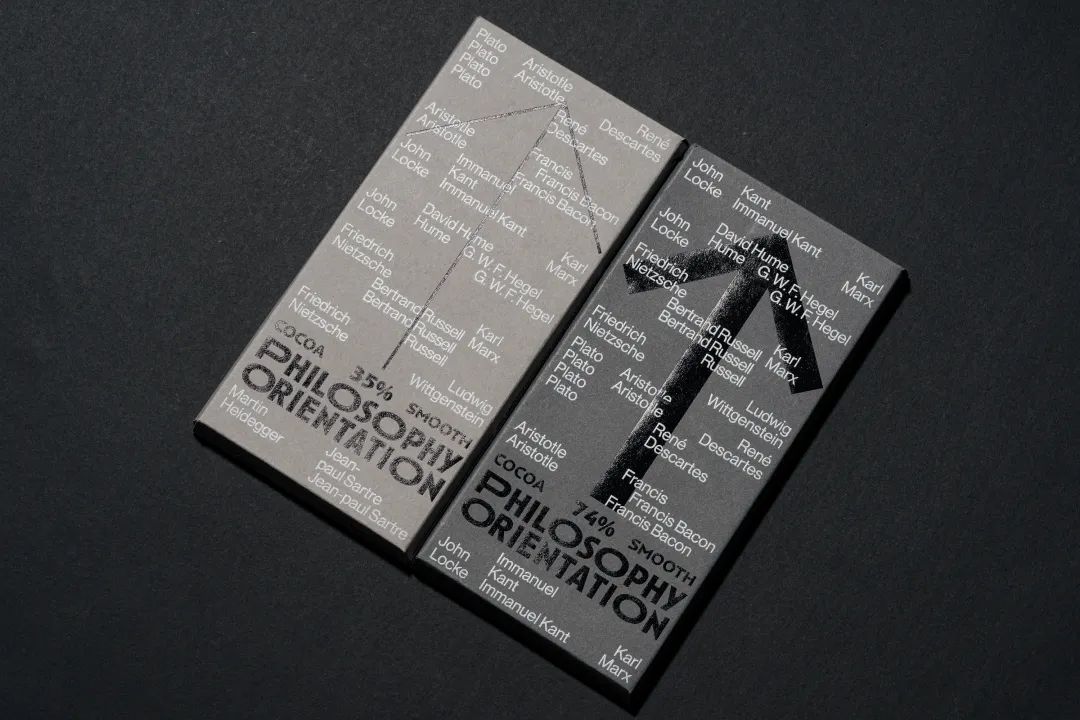 Plato
Plato
Plato
Plato
Aristotle
Aristotle
René
Descartes
René
Descartes
Aristotle
Aristotle
Francis
Francis Bacon
Francis Bacon
John
Locke
Immanuel
Kant
Immanuel Kant
John
Locke
David Hume
Hume
G. W. F. Hegel
G. W. F. Hegel
Karl
Marx
Friedrich
Nietzsche
Bertrand Russell
Bertrand Russell
Russell
Karl
Marx
Friedrich
Nietzsche
Ludwig
Wittgenstein
COCOA 35% SMOOTH
PHILOSOPHY
ORIENTATION
Martin
Heidegger
Jean-
paul Sartre
Jean-paul Sartre
John
Locke
Kant
Immanuel Kant
John
Locke
David Hume
Hume
G. W. F. Hegel
G. W. F. Hegel
Karl
Marx
Friedrich
Nietzsche
Bertrand Russell
Bertrand Russell
Russell
Karl
Marx
Friedrich
Nietzsche
Ludwig
Wittgenstein
Plato
Plato
Plato
Plato
Aristotle
Aristotle
René
Descartes
René
Descartes
Aristotle
Aristotle
Francis
Francis Bacon
Francis Bacon
COCOA 74% SMOOTH
PHILOSOPHY
ORIENTATION
John
Locke
Immanuel
Kant
Immanuel Kant
Karl
Marx